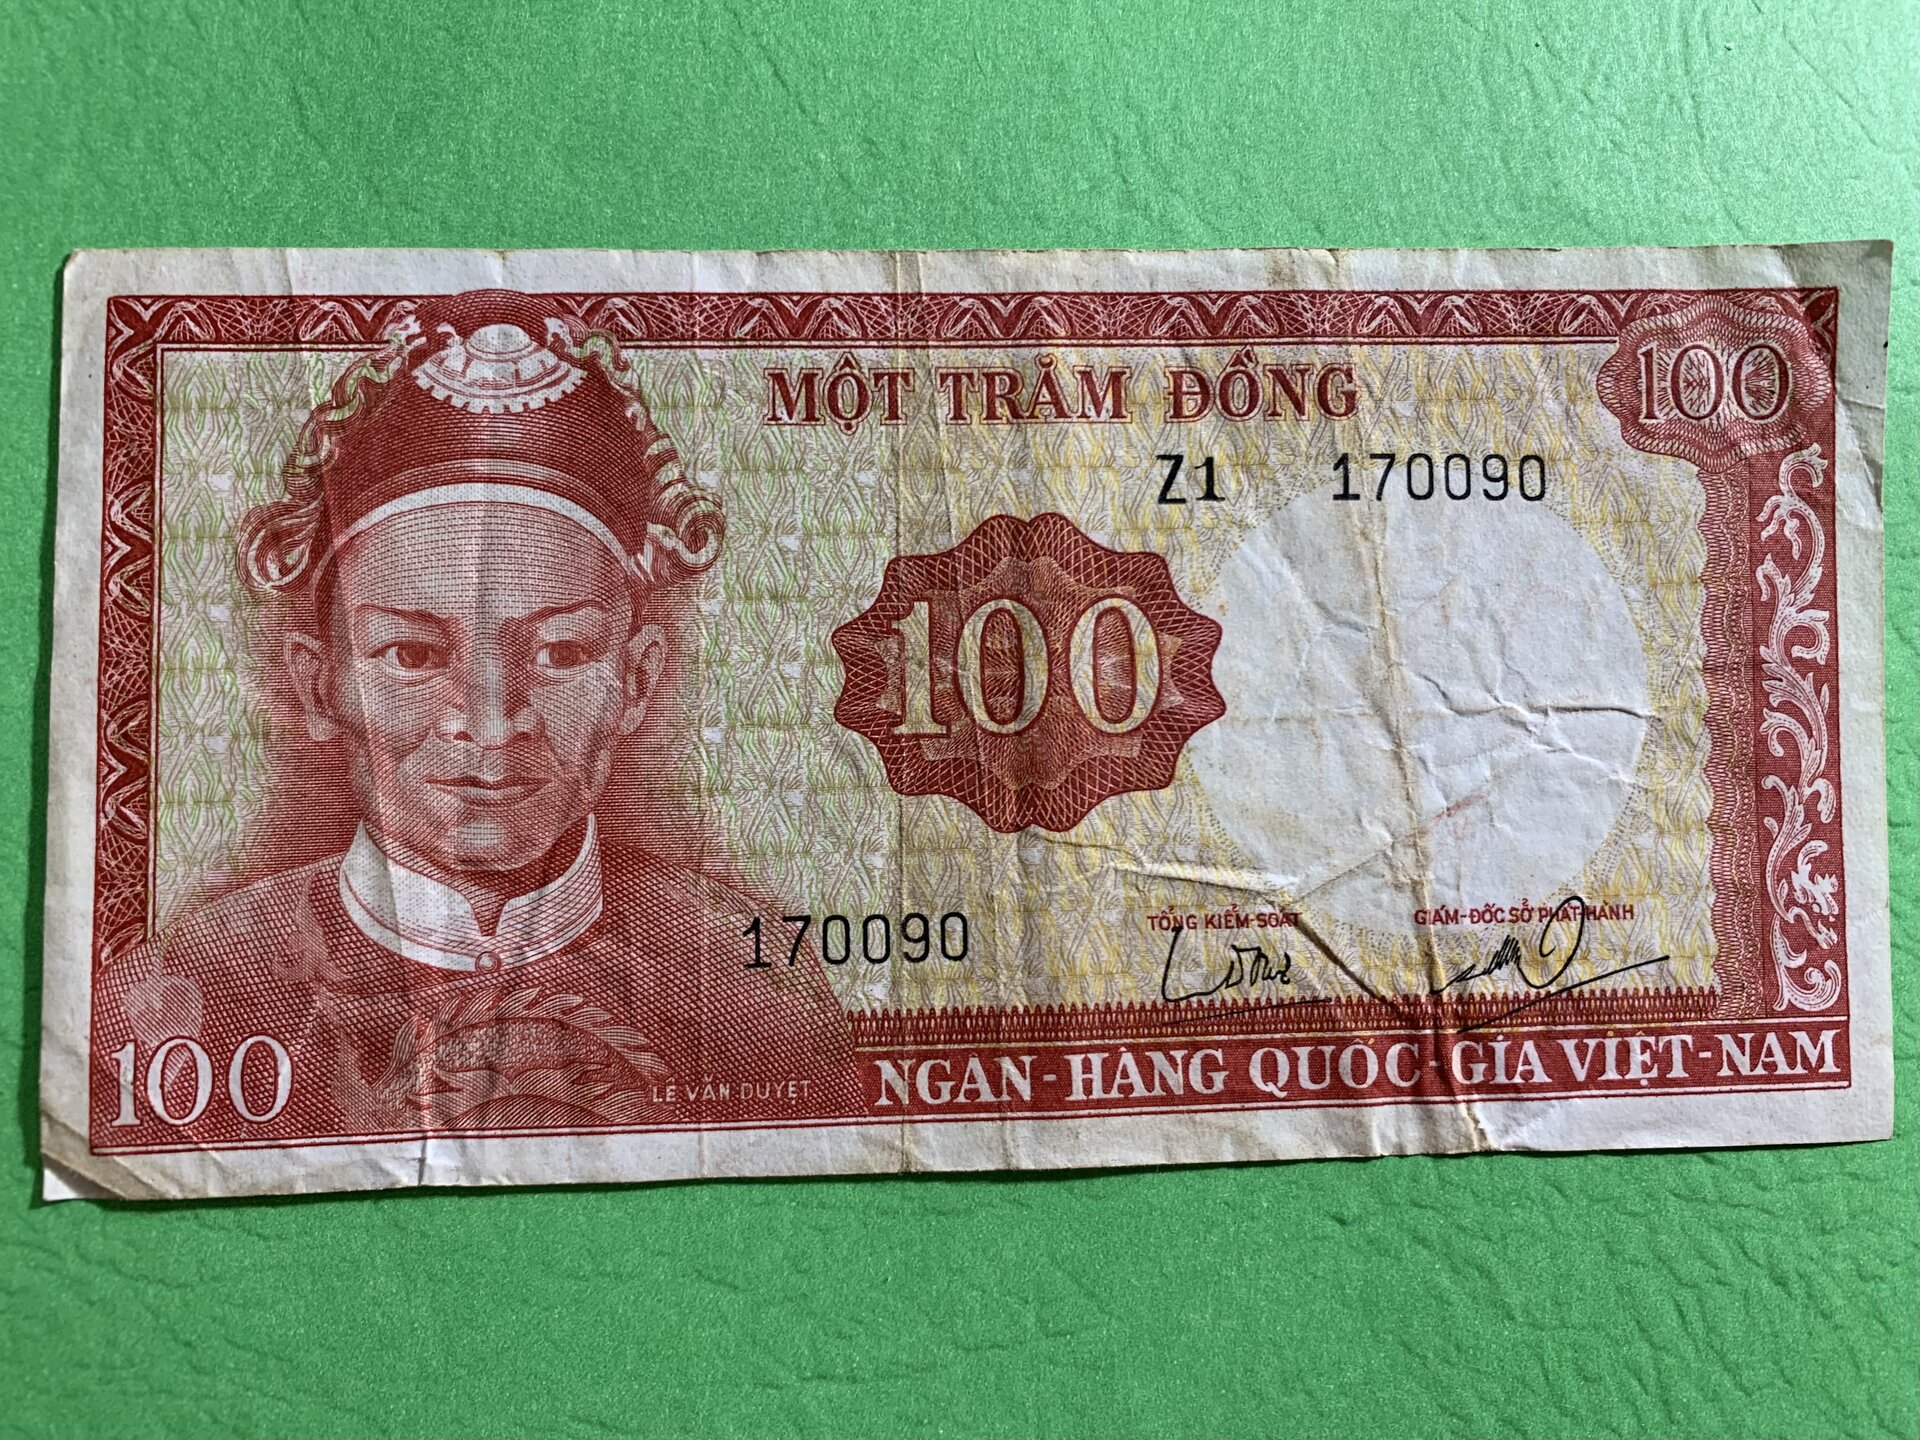 MỘT TRĂM ĐỒNG
100
Z1 170090
100
170090
TỔNG KIỂM-SOÁT
GIÁM-ĐỐC SỞ PHÁT-HÀNH
100
LÊ VĂN DUYỆT
NGÂN-HÀNG QUỐC-GIA VIỆT-NAM